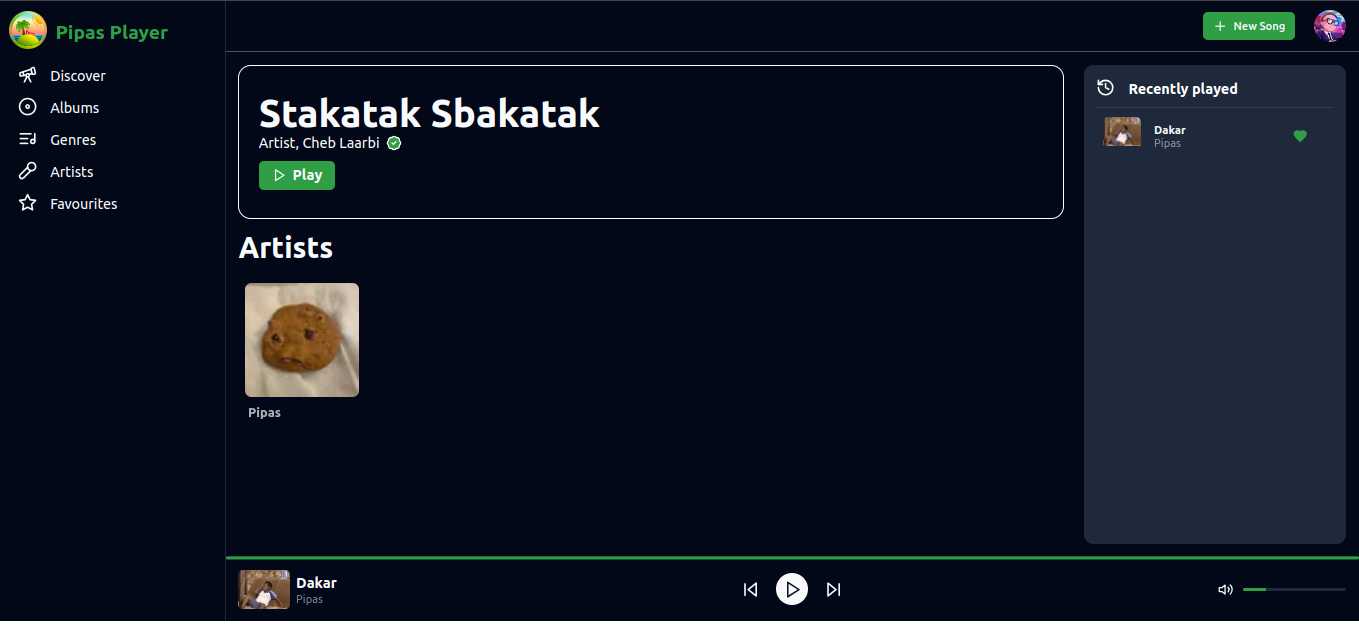 Pipas Player
New Song
Discover
Albums
Genres
Artists
Favourites
Stakatak Sbakatak
Artist, Cheb Laarbi
Play
Artists
Pipas
Recently played
Dakar
Pipas
Dakar
Pipas